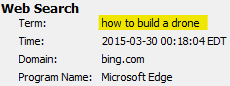 Web Search
Term: how to build a drone
Time: 2015-03-30 00:18:04 EDT
Domain: bing.com
Program Name: Microsoft Edge